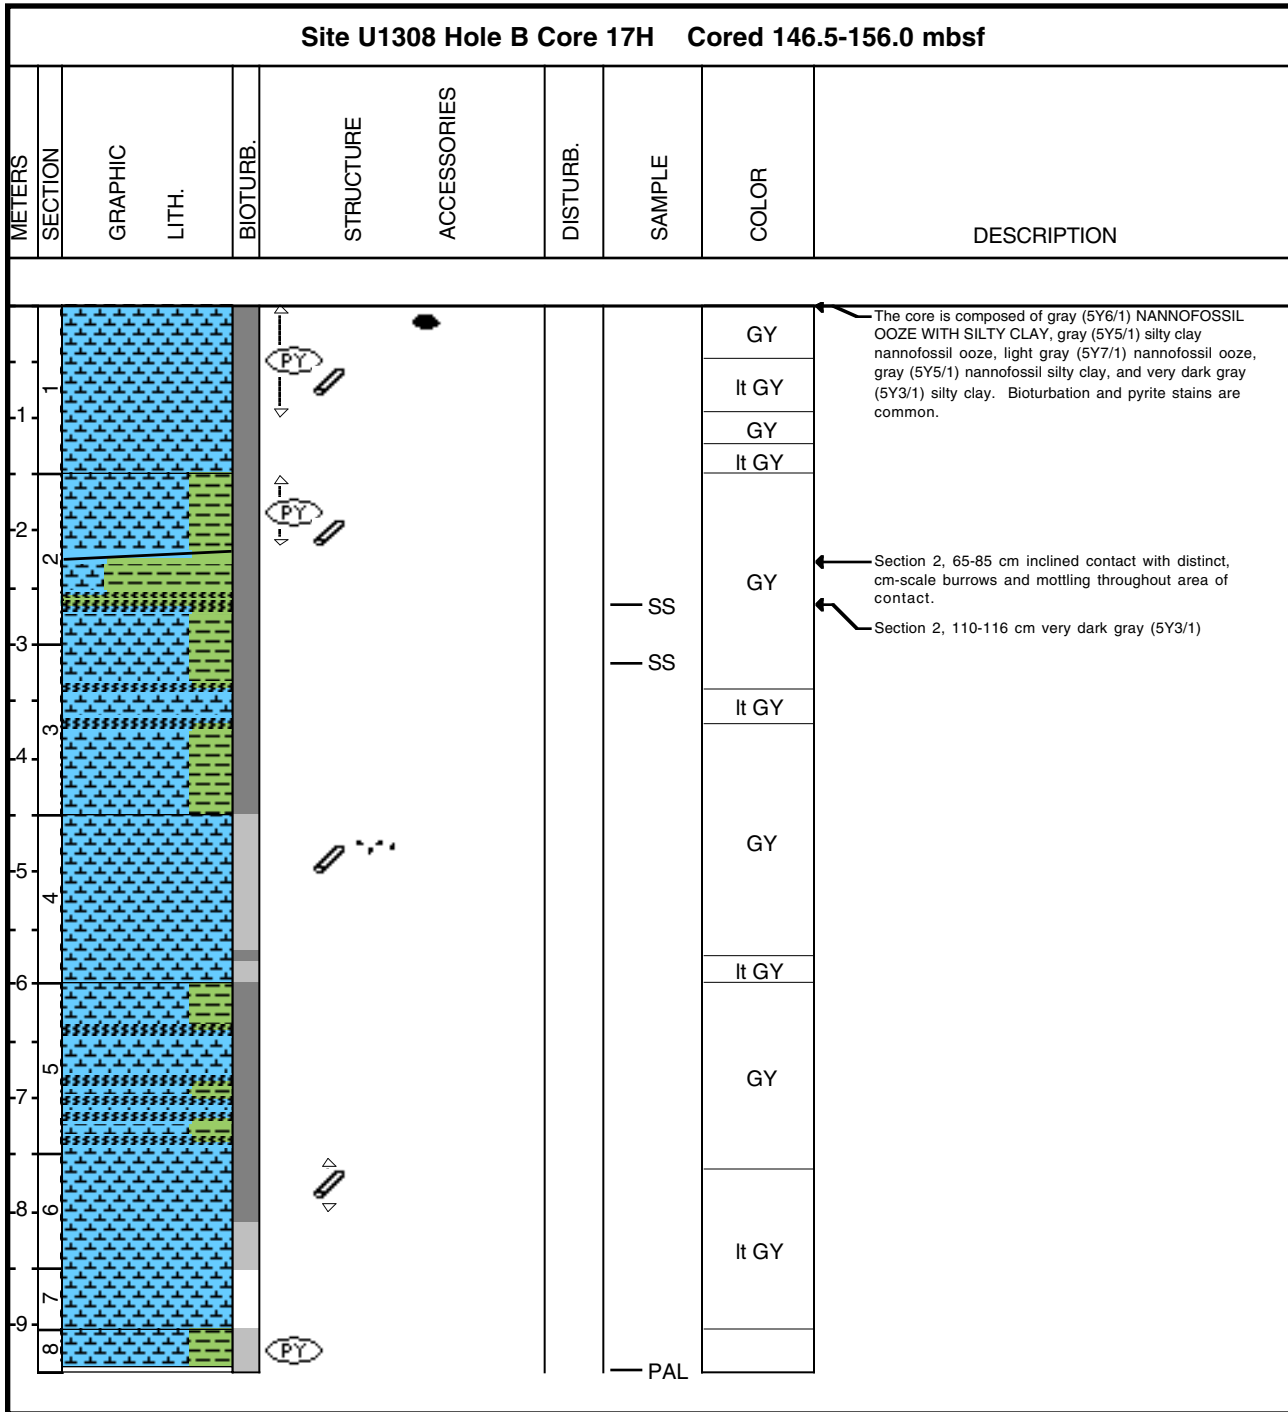 Site U1308 Hole B Core 17H    Cored 146.5-156.0 mbsf
METERS
SECTION
GRAPHIC
LITH.
BIOTURB.
STRUCTURE
ACCESSORIES
DISTURB.
SAMPLE
COLOR
DESCRIPTION
1
2
3
4
5
6
7
8
9
1
2
3
4
5
6
7
8
PY
PY
PY
SS
SS
PAL
GY
lt GY
GY
lt GY
GY
lt GY
GY
lt GY
GY
lt GY
The core is composed of gray (5Y6/1) NANNOFOSSIL
OOZE WITH SILTY CLAY, gray (5Y5/1) silty clay
nannofossil ooze, light gray (5Y7/1) nannofossil ooze,
gray (5Y5/1) nannofossil silty clay, and very dark gray
(5Y3/1) silty clay. Bioturbation and pyrite stains are
common.
Section 2, 65-85 cm inclined contact with distinct,
cm-scale burrows and mottling throughout area of
contact.
Section 2, 110-116 cm very dark gray (5Y3/1)